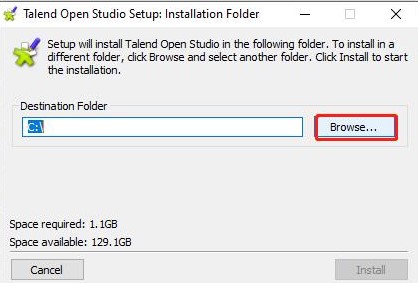 Talend Open Studio Setup: Installation Folder
Setup will install Talend Open Studio in the following folder. To install in a
different folder, click Browse and select another folder. Click Install to start
the installation.
Destination Folder
C:\
Browse...
Space required: 1.1GB
Space available: 129.1GB
Cancel
Install